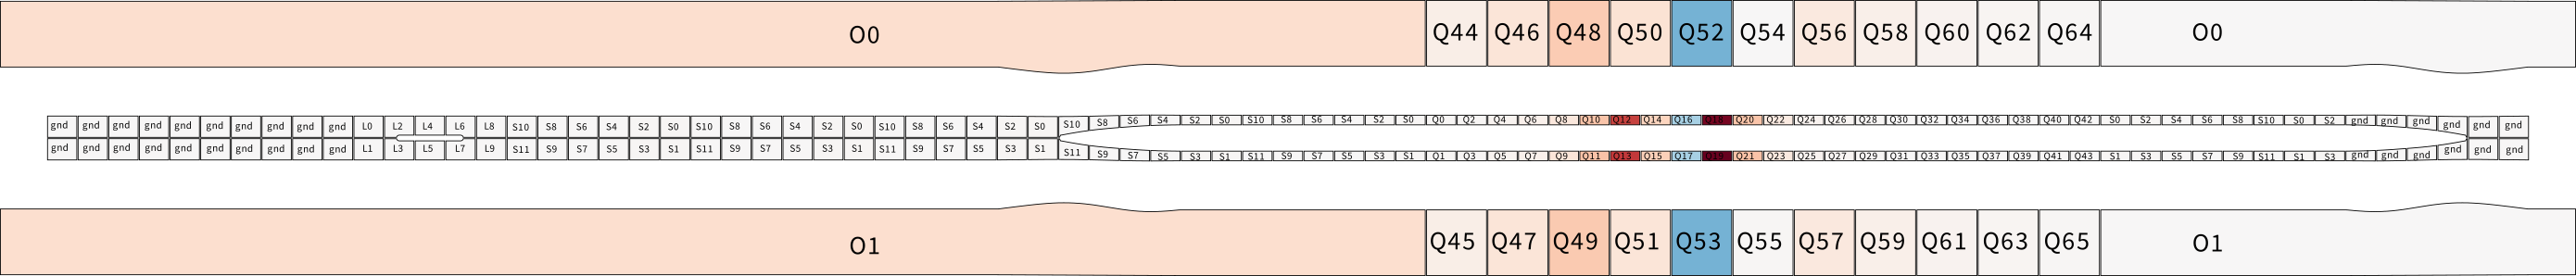 O0 Q44 Q46 Q48 Q50 Q52 Q54 Q56 Q58 Q60 Q62 Q64 O0
gnd gnd gnd gnd gnd gnd gnd gnd gnd gnd L0 L2 L4 L6 L8 S10 S8 S6 S4 S2 S0 S10 S8 S6 S4 S2 S0 S10 S8 S6 S4 S2 S0 S10 S8 S6 S4 S2 S0 S10 S8 S6 S4 S2 S0 Q0 Q2 Q4 Q6 Q8 Q10 Q12 Q14 Q16 Q18 Q20 Q22 Q24 Q26 Q28 Q30 Q32 Q34 Q36 Q38 Q40 Q42 S0 S2 S4 S6 S8 S10 S0 S2 gnd gnd gnd gnd gnd gnd
gnd gnd gnd gnd gnd gnd gnd gnd gnd gnd L1 L3 L5 L7 L9 S11 S9 S7 S5 S3 S1 S11 S9 S7 S5 S3 S1 S11 S9 S7 S5 S3 S1 S11 S9 S7 S5 S3 S1 S11 S9 S7 S5 S3 S1 Q1 Q3 Q5 Q7 Q9 Q11 Q13 Q15 Q17 Q19 Q21 Q23 Q25 Q27 Q29 Q31 Q33 Q35 Q37 Q39 Q41 Q43 S1 S3 S5 S7 S9 S11 S1 S3 gnd gnd gnd gnd gnd gnd
O1 Q45 Q47 Q49 Q51 Q53 Q55 Q57 Q59 Q61 Q63 Q65 O1